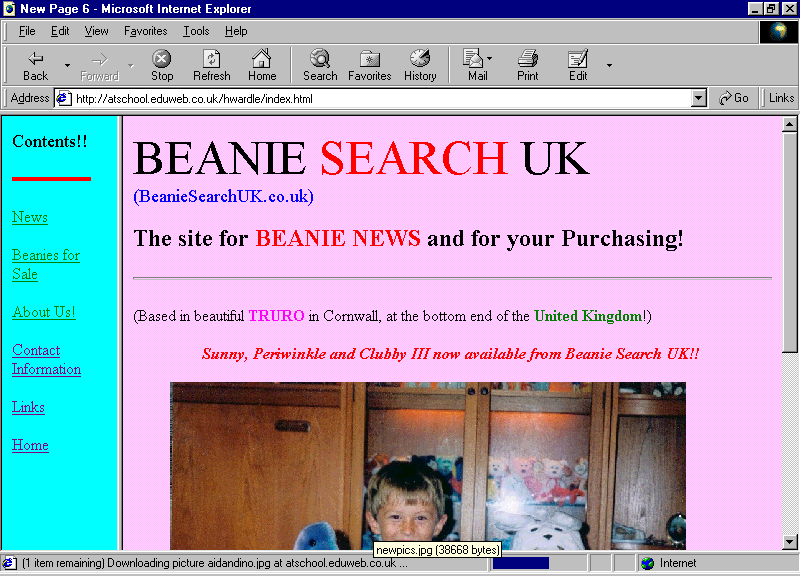 New Page 6 - Microsoft Internet Explorer
File Edit View Favorites Tools Help
Back Forward Stop Refresh Home Search Favorites History Mail Print Edit
Address http://atschool.eduweb.co.uk/hwardle/index.html Go Links
Contents!!
News
Beanies for
Sale
About Us!
Contact
Information
Links
Home
BEANIE SEARCH UK
(BeanieSearchUK.co.uk)
The site for BEANIE NEWS and for your Purchasing!
(Based in beautiful TRURO in Cornwall, at the bottom end of the United Kingdom!)
Sunny, Periwinkle and Clubby III now available from Beanie Search UK!!
newpics.jpg (38668 bytes)
(1 item remaining) Downloading picture aidandino.jpg at atschool.eduweb.co.uk ... Internet